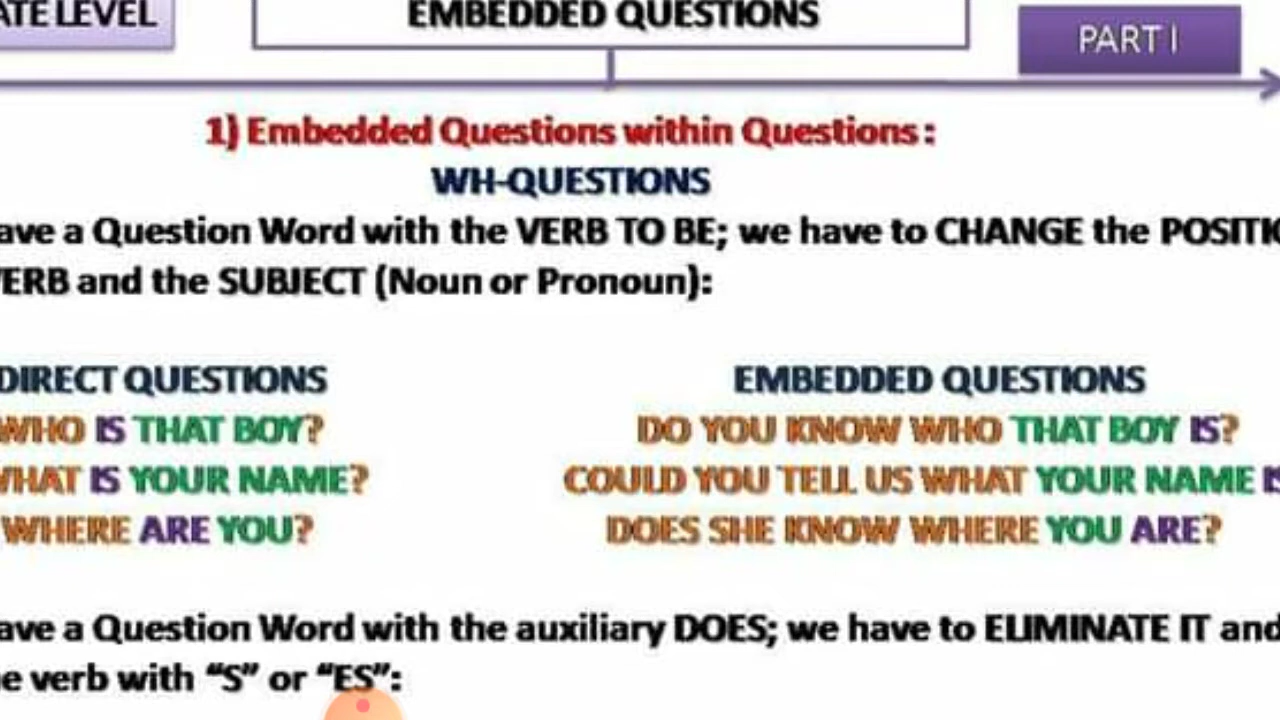 ATE LEVEL
EMBEDDED QUESTIONS
PART I
1) Embedded Questions within Questions :
WH-QUESTIONS
ave a Question Word with the VERB TO BE; we have to CHANGE the POSITIO
VERB and the SUBJECT (Noun or Pronoun):
DIRECT QUESTIONS
EMBEDDED QUESTIONS
WHO IS THAT BOY?
DO YOU KNOW WHO THAT BOY IS?
WHAT IS YOUR NAME?
COULD YOU TELL US WHAT YOUR NAME IS
WHERE ARE YOU?
DOES SHE KNOW WHERE YOU ARE?
ave a Question Word with the auxiliary DOES; we have to ELIMINATE IT and
e verb with “S” or “ES”: